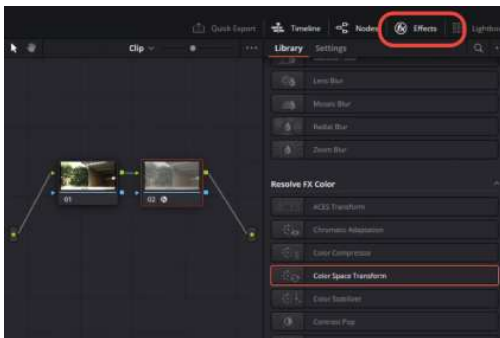 Quick Export
Timeline
Nodes
Effects
Lightbox
Clip
Library
Settings
Lens Blur
Mosaic Blur
Radial Blur
Zoom Blur
Resolve FX Color
ACES Transform
Chromatic Adaptation
Color Compressor
Color Space Transform
Color Stabilizer
Contrast Pop
01
02